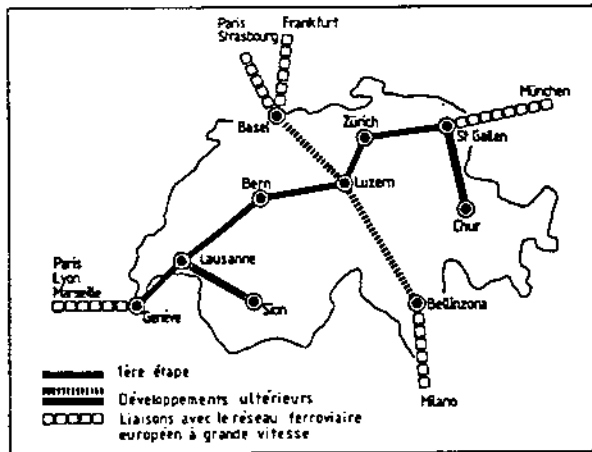 Paris
Strasbourg
Frankfurt
München
Basel
Zürich
St Gallen
Bern
Luzern
Chur
Lausanne
Paris
Lyon
Marseille
Genève
Sion
Bellinzona
Milano
1ère étape
Développements ultérieurs
Liaisons avec le réseau ferroviaire
européen à grande vitesse